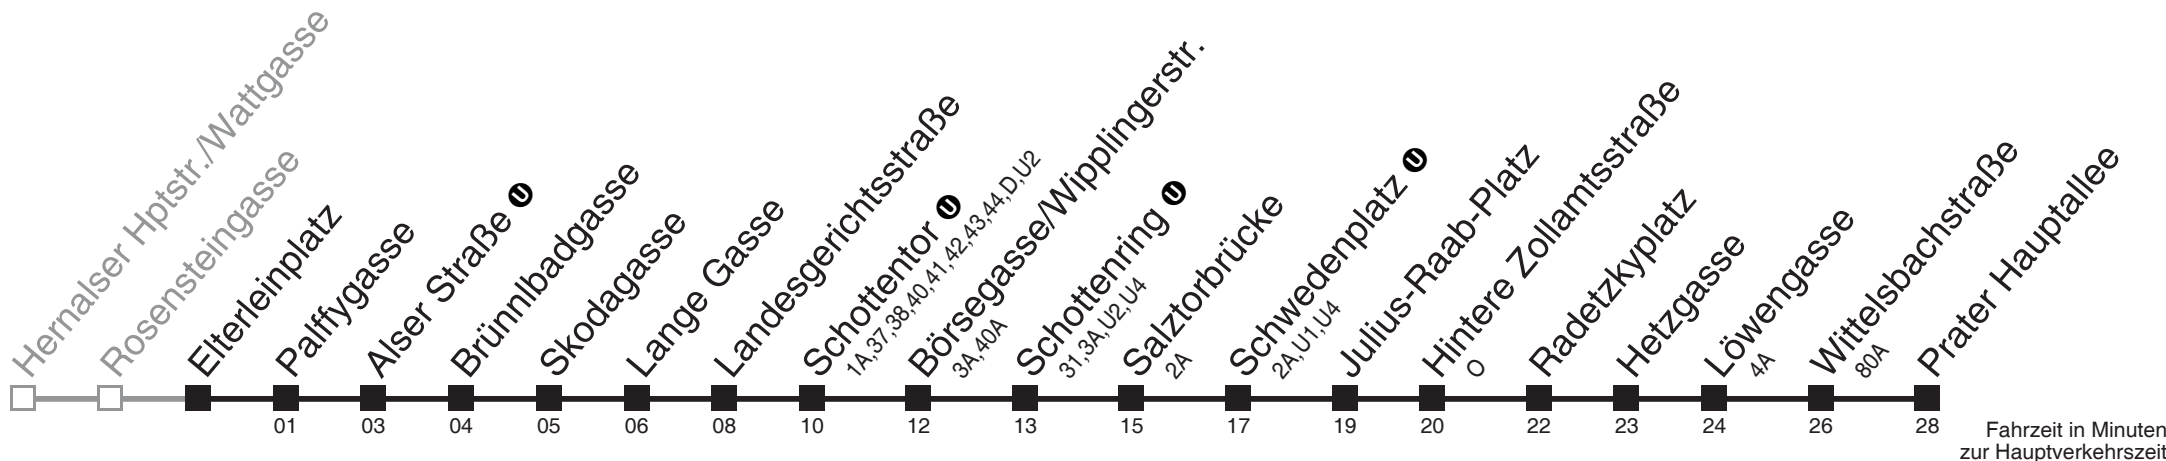 Hernalser Hptstr./Wattgasse
Rosensteingasse
Elterleinplatz
Palffygasse
01
Alser Straße U
03
Brünnlbadgasse
04
Skodagasse
05
Lange Gasse
06
Landesgerichtsstraße
08
Schottentor U
1A,37,38,40,41,42,43,44,D,U2
10
Börsegasse/Wipplingerstr.
3A,40A
12
Schottenring U
31,3A,U2,U4
13
Salztorbrücke
2A
15
Schwedenplatz U
2A,U1,U4
17
Julius-Raab-Platz
19
Hintere Zollamtsstraße
O
20
Radetzkyplatz
22
Hetzgasse
23
Löwengasse
4A
24
Wittelsbachstraße
80A
26
Prater Hauptallee
28
Fahrzeit in Minuten
zur Hauptverkehrszeit